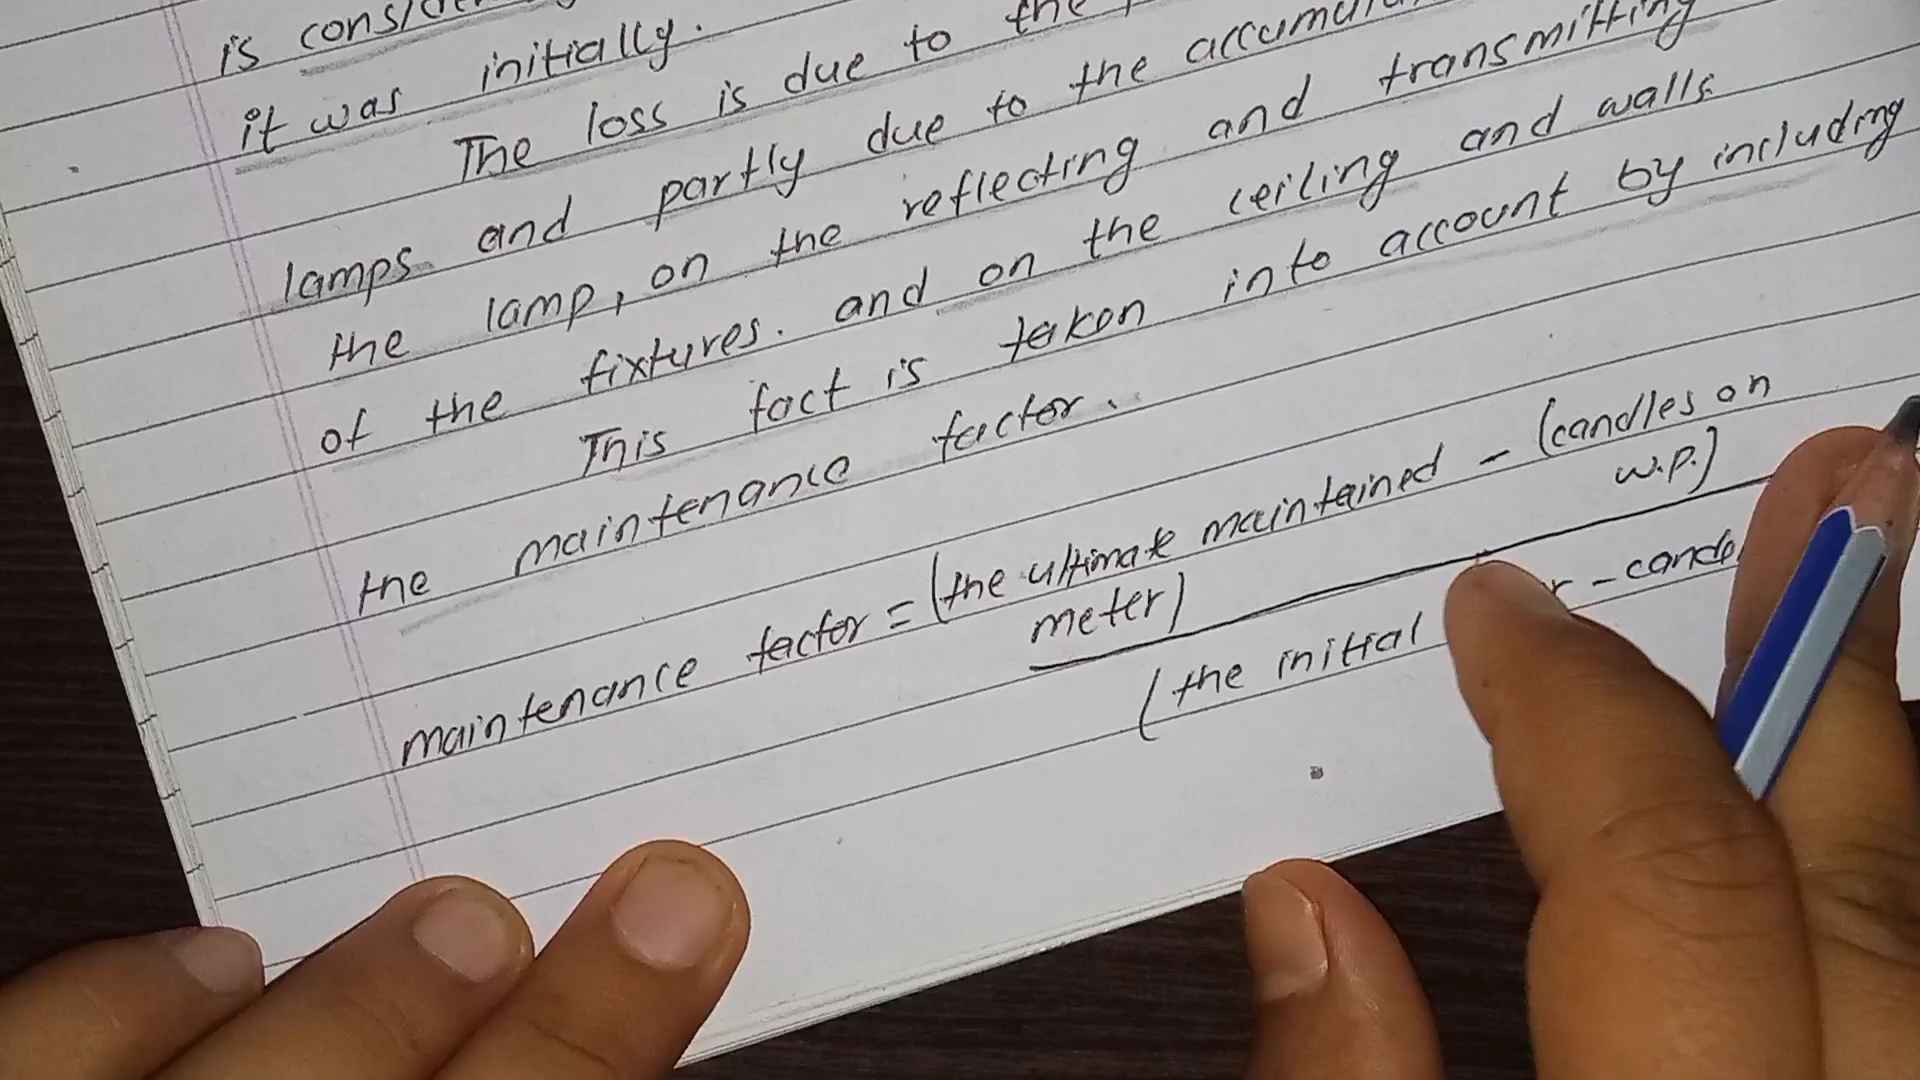 is
it was initially.
The loss is due to the
lamps and partly due to the
the lamp, on the reflecting and transmitting
of the fixtures. and on the ceiling and walls.
This fact is taken into account by including
the maintenance factor.
maintenance factor = (the ultimate maintained - (candles on
meter) w.p.)
(the initial